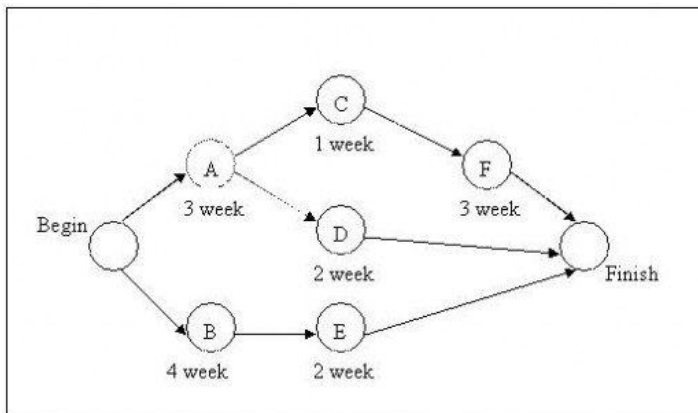 C
1 week
A
3 week
F
3 week
Begin
D
2 week
Finish
B
4 week
E
2 week